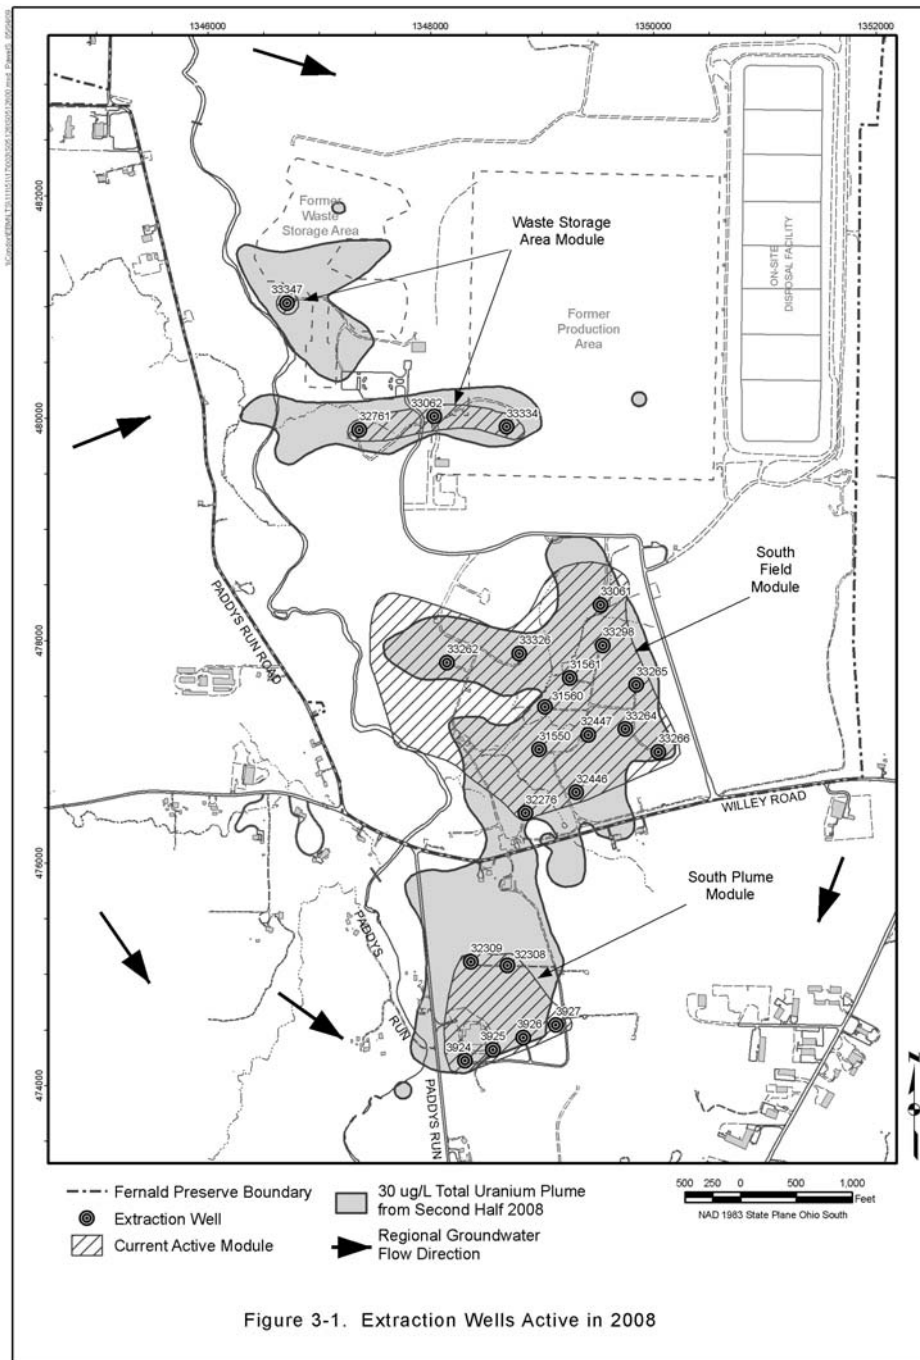 1346000
1348000
1350000
1352000
482000
480000
478000
476000
474000
Former
Waste
Storage Area
Waste Storage
Area Module
33347
Former
Production
Area
ON-SITE
DISPOSAL FACILITY
33062
32761
33334
South
Field
Module
33061
33298
33326
33262
31561
33265
31560
32447
33264
31550
33266
32446
32276
PADDYS RUN ROAD
WILLEY ROAD
South Plume
Module
PADDYS
RUN
32309
32308
3927
3926
3925
3924
PADDYS RUN
Z
Fernald Preserve Boundary
Extraction Well
Current Active Module
30 ug/L Total Uranium Plume
from Second Half 2008
Regional Groundwater
Flow Direction
500 250 0 500 1,000
Feet
NAD 1983 State Plane Ohio South
Figure 3-1. Extraction Wells Active in 2008